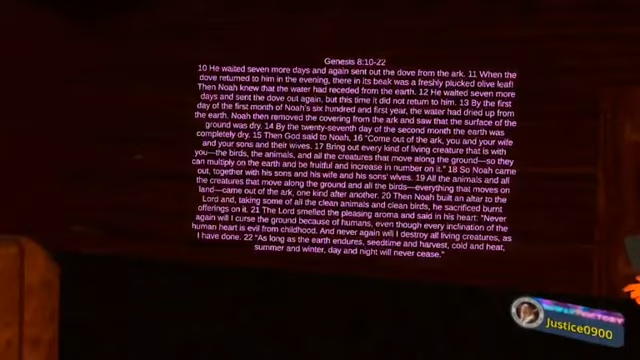 Genesis 8:10-22
10 He waited seven more days and again sent out the dove from the ark. 11 When the
dove returned to him in the evening, there in its beak was a freshly plucked olive leaf!
Then Noah knew that the water had receded from the earth. 12 He waited seven more
days and sent the dove out again, but this time it did not return to him. 13 By the first
day of the first month of Noah's six hundred and first year, the water had dried up from
the earth. Noah then removed the covering from the ark and saw that the surface of the
ground was dry. 14 By the twenty-seventh day of the second month the earth was
completely dry. 15 Then God said to Noah, 16 "Come out of the ark, you and your wife
and your sons and their wives. 17 Bring out every kind of living creature that is with
you—the birds, the animals, and all the creatures that move along the ground—so they
can multiply on the earth and be fruitful and increase in number on it." 18 So Noah came
out, together with his sons and his wife and his sons' wives. 19 All the animals and all
the creatures that move along the ground and all the birds—everything that moves on
land—came out of the ark, one kind after another. 20 Then Noah built an altar to the
Lord and, taking some of all the clean animals and clean birds, he sacrificed burnt
offerings on it. 21 The Lord smelled the pleasing aroma and said in his heart: "Never
again will I curse the ground because of humans, even though every inclination of the
human heart is evil from childhood. And never again will I destroy all living creatures, as
I have done. 22 "As long as the earth endures, seedtime and harvest, cold and heat,
summer and winter, day and night will never cease."
Justice0900